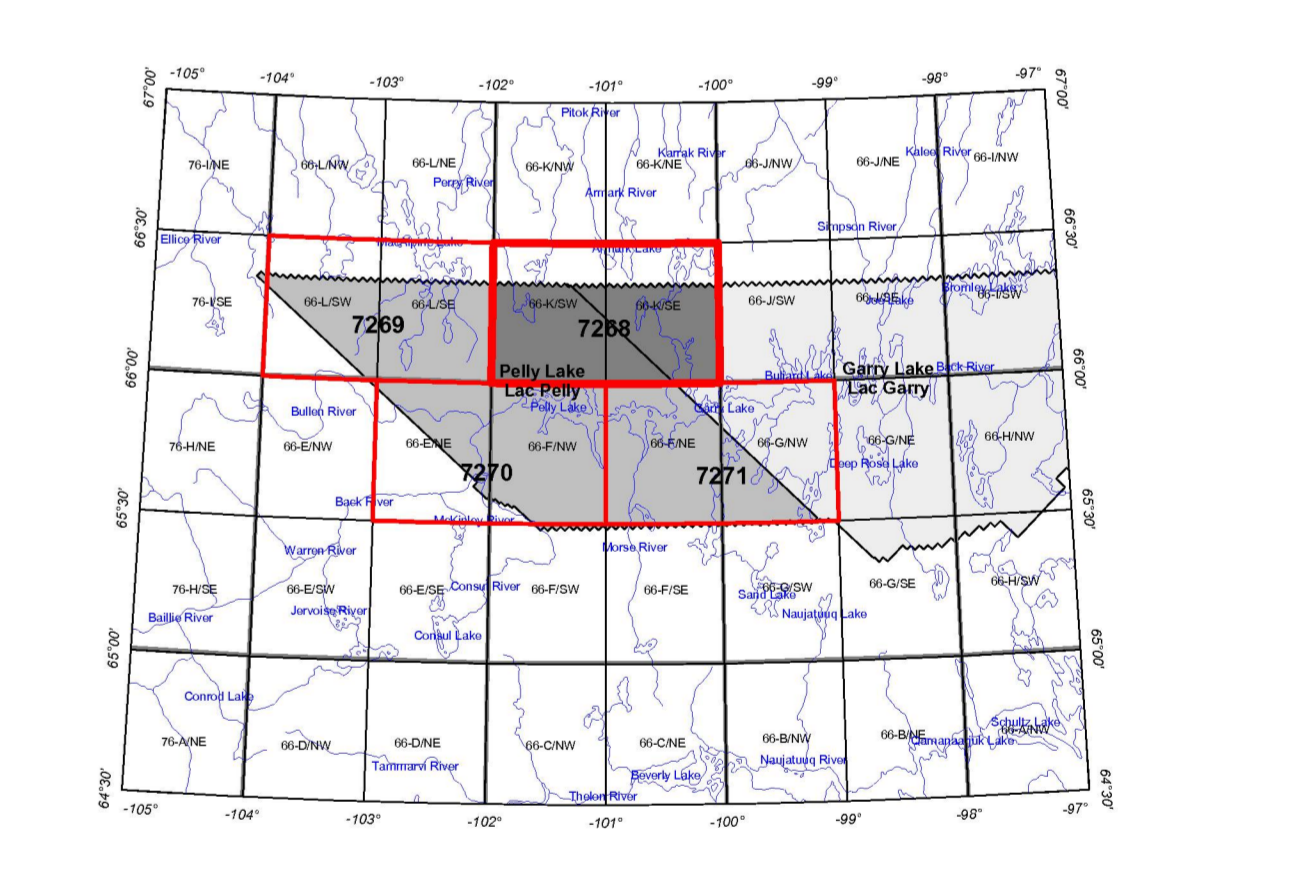 -105° -104° -103° -102° -101° -100° -99° -98° -97°
67°00' 67°00'
Pitok River
76-I/NE 66-L/NW 66-L/NE 66-K/NW 66-K/NE 66-J/NW 66-J/NE 66-I/NW
Karrak River Kaleet River
Perry River Armark River
Simpson River
66°30' 66°30'
Ellice River MacAlpine Lake Armark Lake
76-I/SE 66-L/SW 66-L/SE 66-K/SW 66-K/SE 66-J/SW 66-J/SE 66-I/SW
Joe Lake Bromley Lake
7269 7268
66°00' 66°00'
Pelly Lake
Lac Pelly
Garry Lake
Lac Garry
Bullard Lake Back River
Bullen River Pelly Lake Garry Lake
76-H/NE 66-E/NW 66-E/NE 66-F/NW 66-F/NE 66-G/NW 66-G/NE 66-H/NW
Deep Rose Lake
7270 7271
65°30' 65°30'
Back River
McKinley River
Warren River Morse River
76-H/SE 66-E/SW 66-E/SE 66-F/SW 66-F/SE 66-G/SW 66-G/SE 66-H/SW
Consul River Sand Lake
Baillie River Jervoise River Naujatuuq Lake
Consul Lake
65°00' 65°00'
Conrod Lake
76-A/NE 66-D/NW 66-D/NE 66-C/NW 66-C/NE 66-B/NW 66-B/NE 66-A/NW
Schultz Lake
Qamanaarjuk Lake
Tammarvi River Beverly Lake Naujatuuq River
Thelon River
64°30' 64°30'
-105° -104° -103° -102° -101° -100° -99° -98° -97°